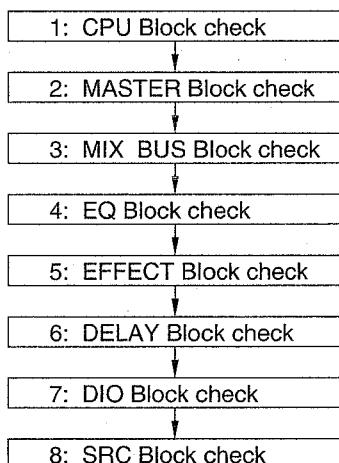 1: CPU Block check
2: MASTER Block check
3: MIX BUS Block check
4: EQ Block check
5: EFFECT Block check
6: DELAY Block check
7: DIO Block check
8: SRC Block check